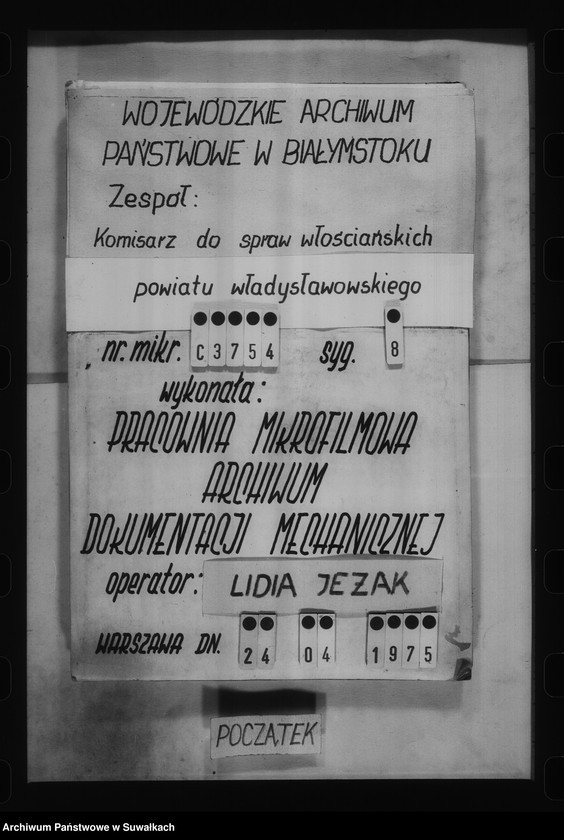 WOJEWÓDZKIE ARCHIWUM
PAŃSTWOWE W BIAŁYMSTOKU
Zespół:
Komisarz do spraw włościańskich
powiatu władysławowskiego
nr. mikr. C3754 syg. 8
wykonała:
PRACOWNIA MIKROFILMOWA
ARCHIWUM
DOKUMENTACJI MECHANICZNEJ
operator: LIDIA JEZAK
WARSZAWA DN. 24 04 1975
POCZĄTEK
Archiwum Państwowe w Suwałkach